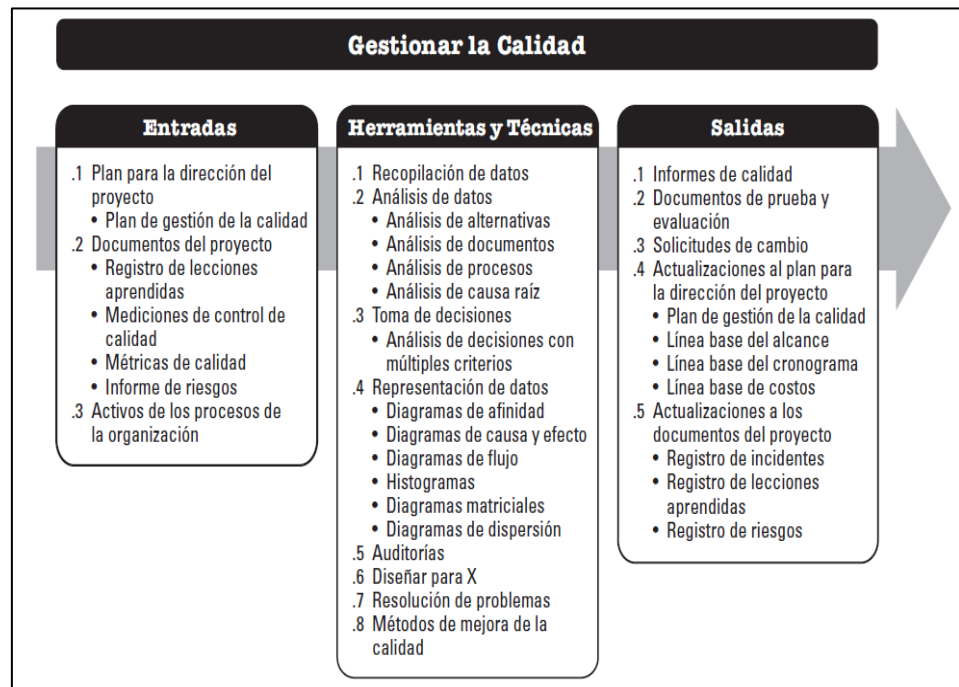 Gestionar la Calidad
Entradas
.1 Plan para la dirección del
proyecto
• Plan de gestión de la calidad
.2 Documentos del proyecto
• Registro de lecciones
aprendidas
• Mediciones de control de
calidad
• Métricas de calidad
• Informe de riesgos
.3 Activos de los procesos de
la organización
Herramientas y Técnicas
.1 Recopilación de datos
.2 Análisis de datos
• Análisis de alternativas
• Análisis de documentos
• Análisis de procesos
• Análisis de causa raíz
.3 Toma de decisiones
• Análisis de decisiones con
múltiples criterios
.4 Representación de datos
• Diagramas de afinidad
• Diagramas de causa y efecto
• Diagramas de flujo
• Histogramas
• Diagramas matriciales
• Diagramas de dispersión
.5 Auditorías
.6 Diseñar para X
.7 Resolución de problemas
.8 Métodos de mejora de la
calidad
Salidas
.1 Informes de calidad
.2 Documentos de prueba y
evaluación
.3 Solicitudes de cambio
.4 Actualizaciones al plan para
la dirección del proyecto
• Plan de gestión de la calidad
• Línea base del alcance
• Línea base del cronograma
• Línea base de costos
.5 Actualizaciones a los
documentos del proyecto
• Registro de incidentes
• Registro de lecciones
aprendidas
• Registro de riesgos